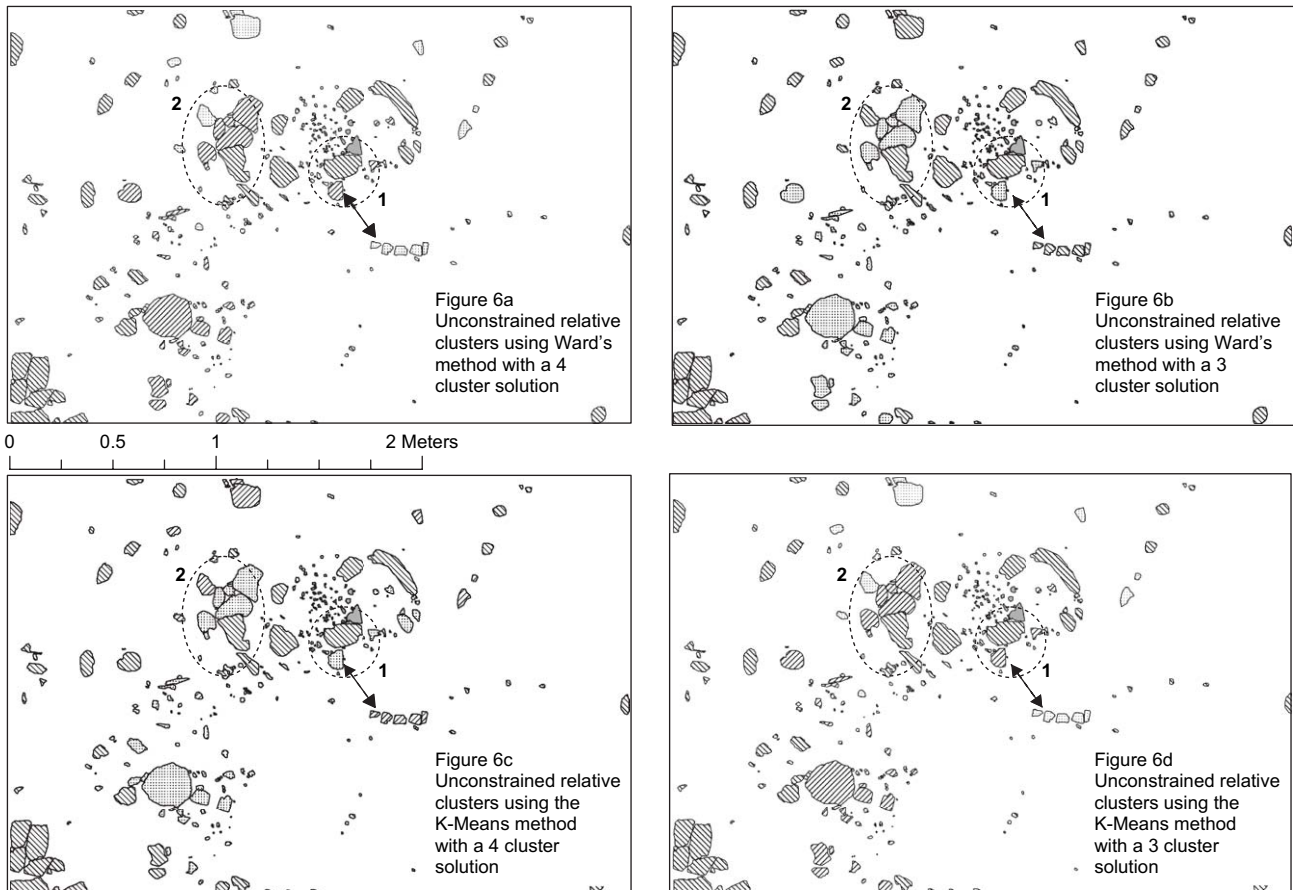 2
1
Figure 6a
Unconstrained relative
clusters using Ward's
method with a 4
cluster solution
2
1
Figure 6b
Unconstrained relative
clusters using Ward's
method with a 3
cluster solution
0 0.5 1 2 Meters
2
1
Figure 6c
Unconstrained relative
clusters using the
K-Means method
with a 4 cluster
solution
2
1
Figure 6d
Unconstrained relative
clusters using the
K-Means method
with a 3 cluster
solution